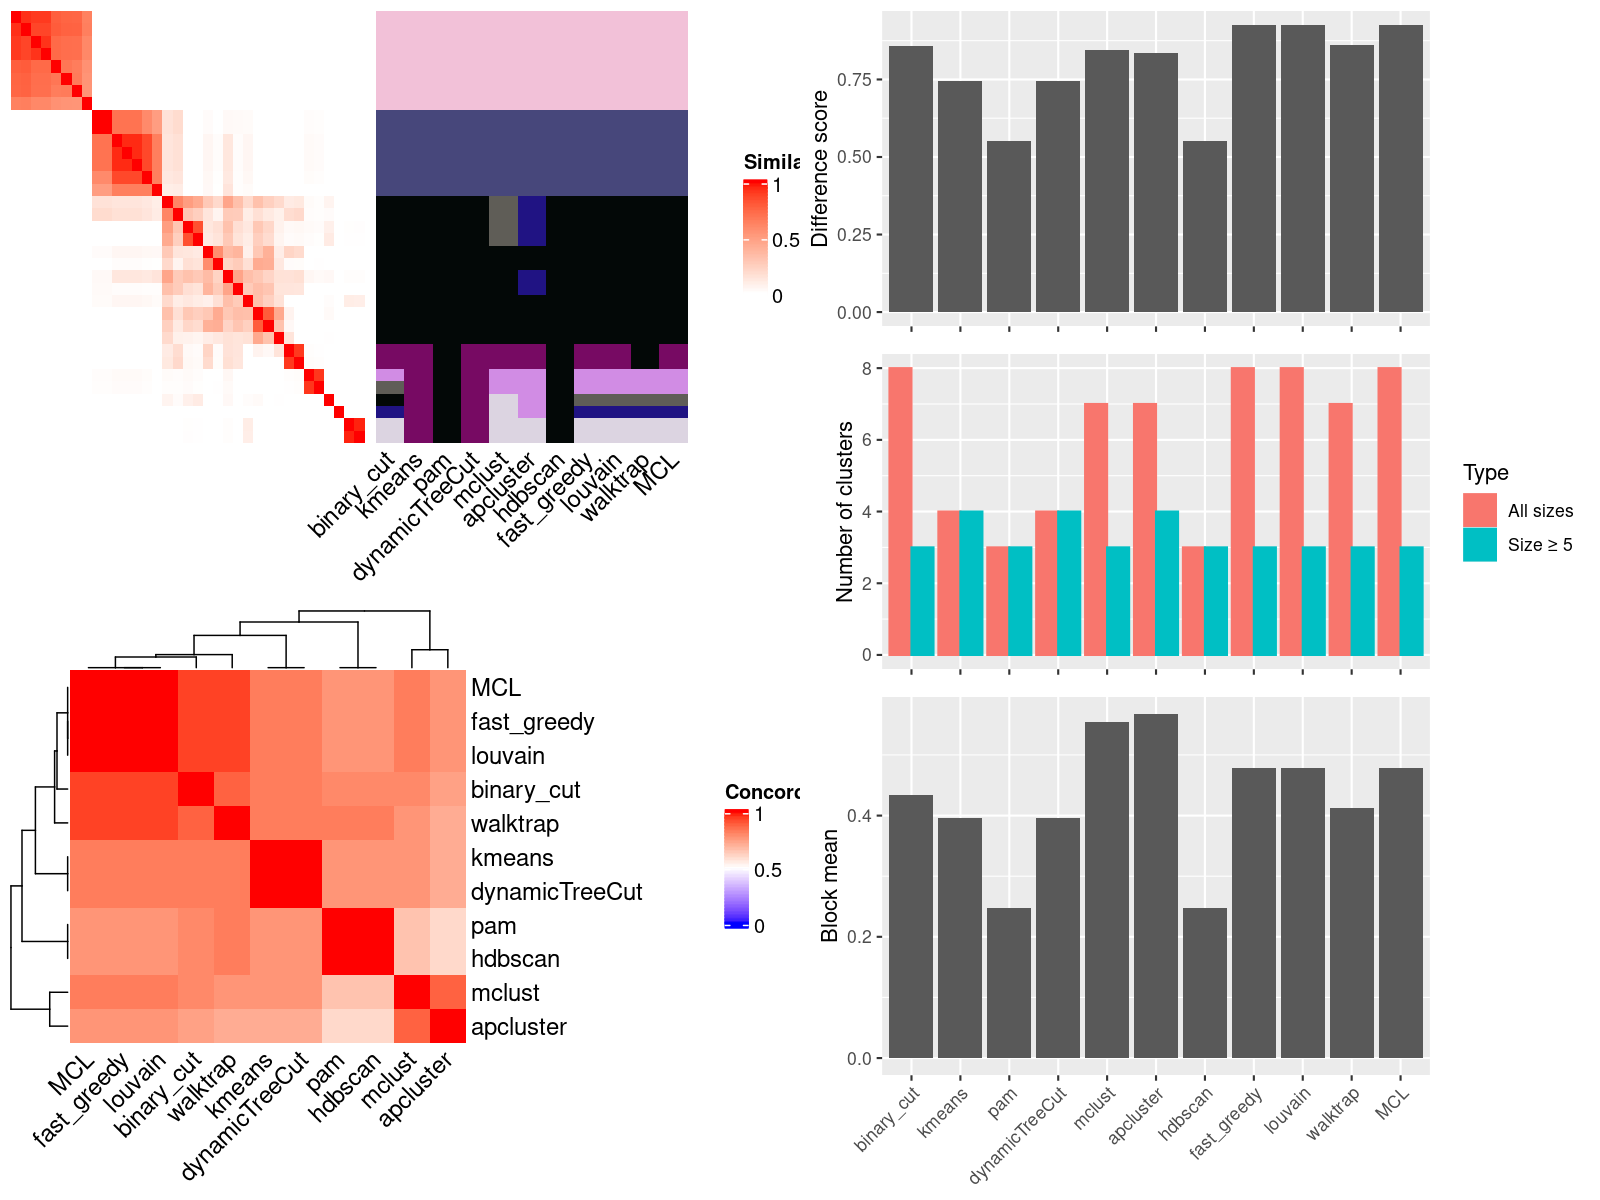 Simila
1
0.5
0
binary_cut
kmeans
pam
dynamicTreeCut
mclust
apcluster
hdbscan
fast_greedy
louvain
walktrap
MCL
Difference score
0.75
0.50
0.25
0.00
Number of clusters
8
6
4
2
0
Type
All sizes
Size ≥ 5
MCL
fast_greedy
louvain
binary_cut
walktrap
kmeans
dynamicTreeCut
pam
hdbscan
mclust
apcluster
MCL
fast_greedy
louvain
binary_cut
walktrap
kmeans
dynamicTreeCut
pam
hdbscan
mclust
apcluster
Concord
1
0.5
0
Block mean
0.4
0.2
0.0
binary_cut
kmeans
pam
dynamicTreeCut
mclust
apcluster
hdbscan
fast_greedy
louvain
walktrap
MCL